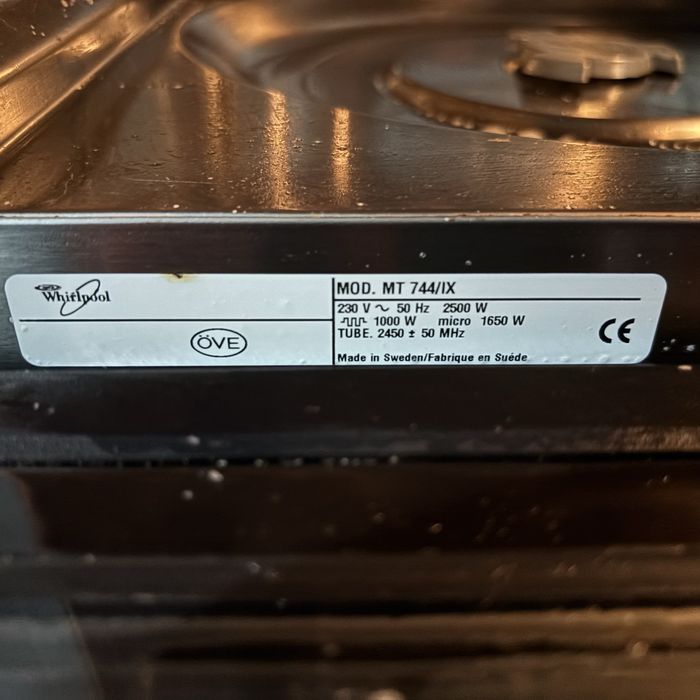 Whirlpool
ÖVE
MOD. MT 744/IX
230 V ~ 50 Hz 2500 W
1000 W micro 1650 W
TUBE. 2450 ± 50 MHz
Made in Sweden/Fabrique en Suéde
CE